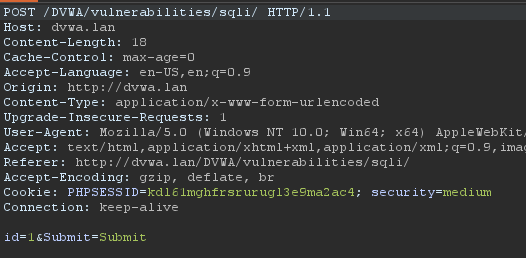 POST /DVWA/vulnerabilities/sqli/ HTTP/1.1
Host: dvwa.lan
Content-Length: 18
Cache-Control: max-age=0
Accept-Language: en-US,en;q=0.9
Origin: http://dvwa.lan
Content-Type: application/x-www-form-urlencoded
Upgrade-Insecure-Requests: 1
User-Agent: Mozilla/5.0 (Windows NT 10.0; Win64; x64) AppleWebKit/
Accept: text/html,application/xhtml+xml,application/xml;q=0.9,imag
Referer: http://dvwa.lan/DVWA/vulnerabilities/sqli/
Accept-Encoding: gzip, deflate, br
Cookie: PHPSESSID=kdl61mghfrsrurugl3e9ma2ac4; security=medium
Connection: keep-alive
id=1&Submit=Submit